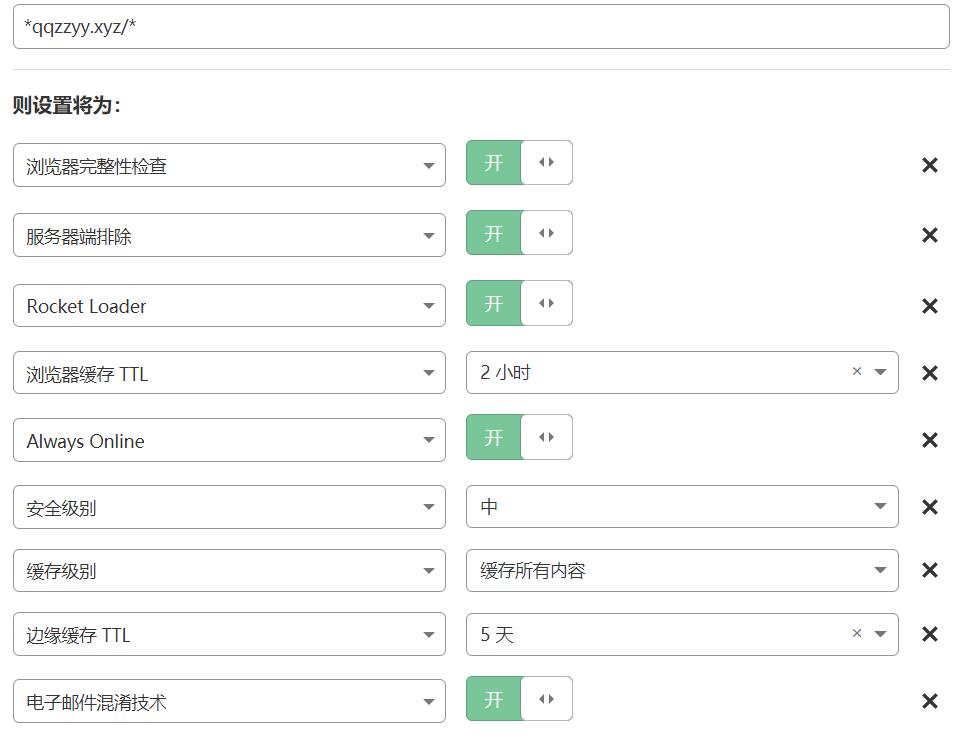 *qqzzyy.xyz/*
则设置将为:
浏览器完整性检查 开
服务器端排除 开
Rocket Loader 开
浏览器缓存 TTL 2 小时
Always Online 开
安全级别 中
缓存级别 缓存所有内容
边缘缓存 TTL 5 天
电子邮件混淆技术 开